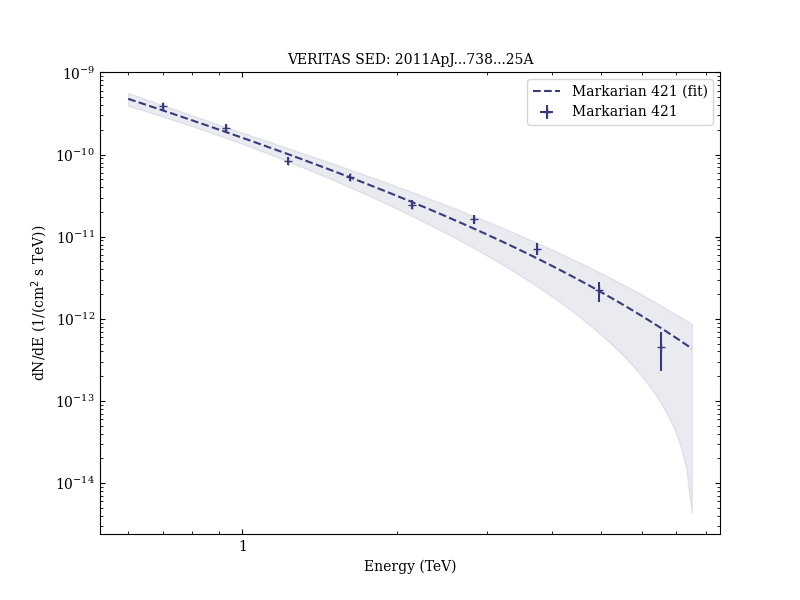 VERITAS SED: 2011ApJ...738...25A
Markarian 421 (fit)
Markarian 421
dN/dE (1/(cm² s TeV))
10⁻⁹
10⁻¹⁰
10⁻¹¹
10⁻¹²
10⁻¹³
10⁻¹⁴
1
Energy (TeV)